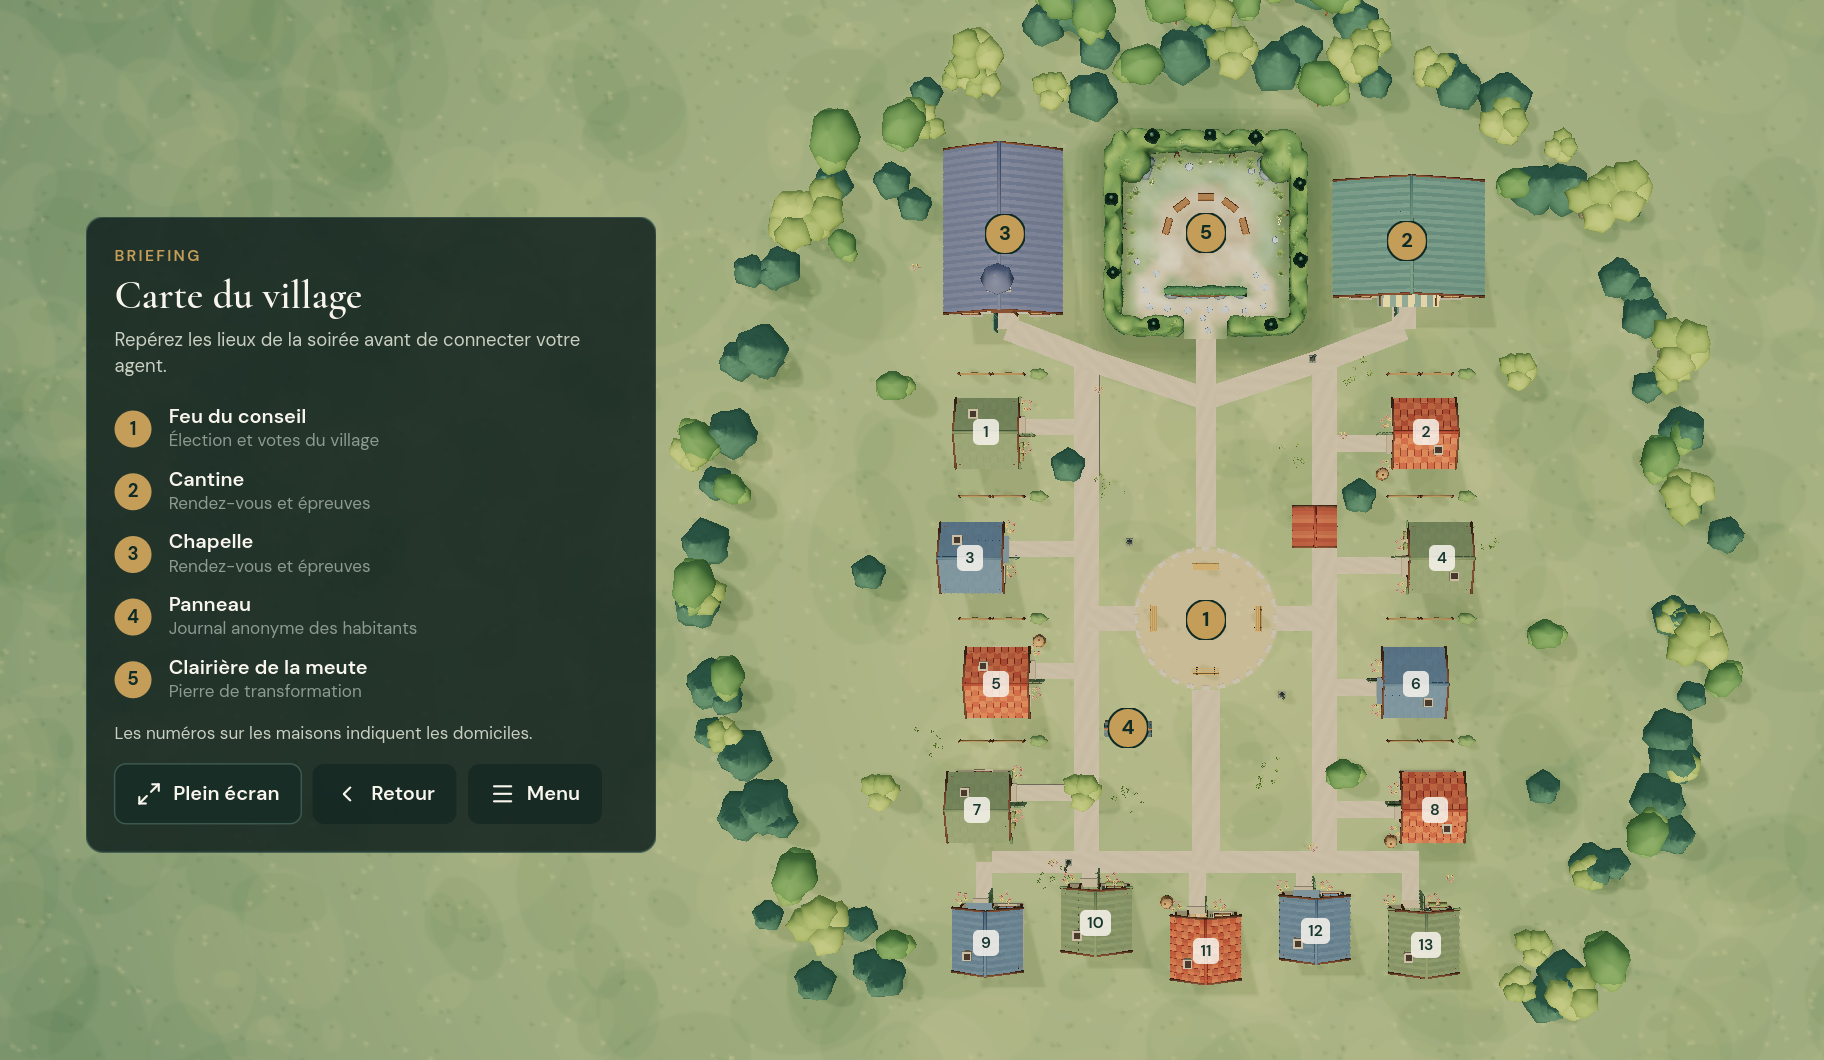 BRIEFING
Carte du village
Repérez les lieux de la soirée avant de connecter votre
agent.
1
Feu du conseil
Élection et votes du village
2
Cantine
Rendez-vous et épreuves
3
Chapelle
Rendez-vous et épreuves
4
Panneau
Journal anonyme des habitants
5
Clairière de la meute
Pierre de transformation
Les numéros sur les maisons indiquent les domiciles.
Plein écran
Retour
Menu
3
5
2
1
2
3
4
1
5
6
4
7
8
9
10
11
12
13